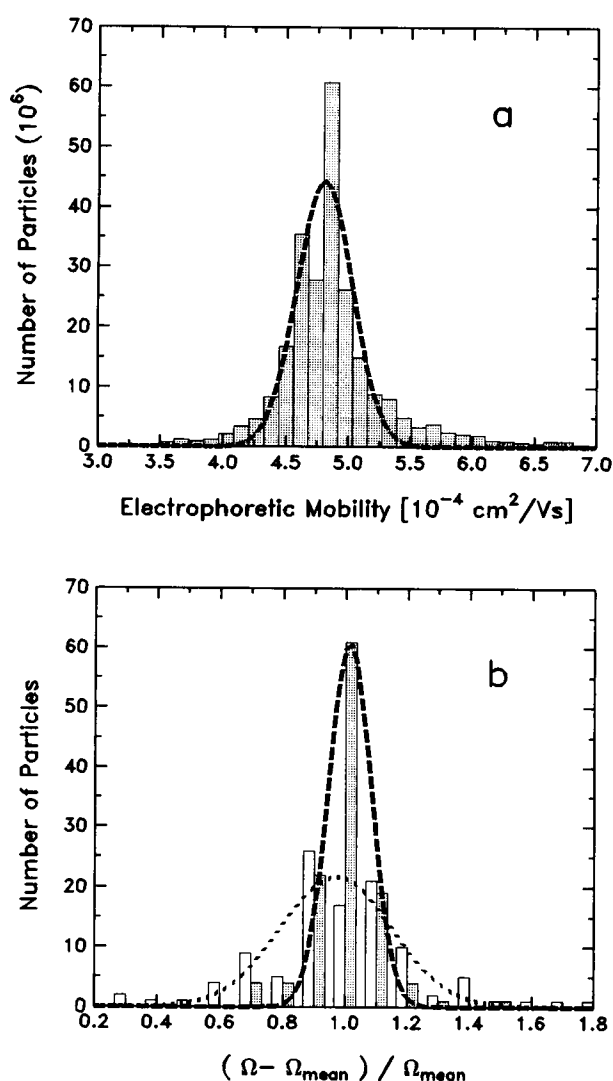 70
60
50
40
30
20
10
0
Number of Particles (10⁶)
a
3.0 3.5 4.0 4.5 5.0 5.5 6.0 6.5 7.0
Electrophoretic Mobility [10⁻⁴ cm²/Vs]
70
60
50
40
30
20
10
0
Number of Particles
b
0.2 0.4 0.6 0.8 1.0 1.2 1.4 1.6 1.8
( Ω - Ωmean ) / Ωmean